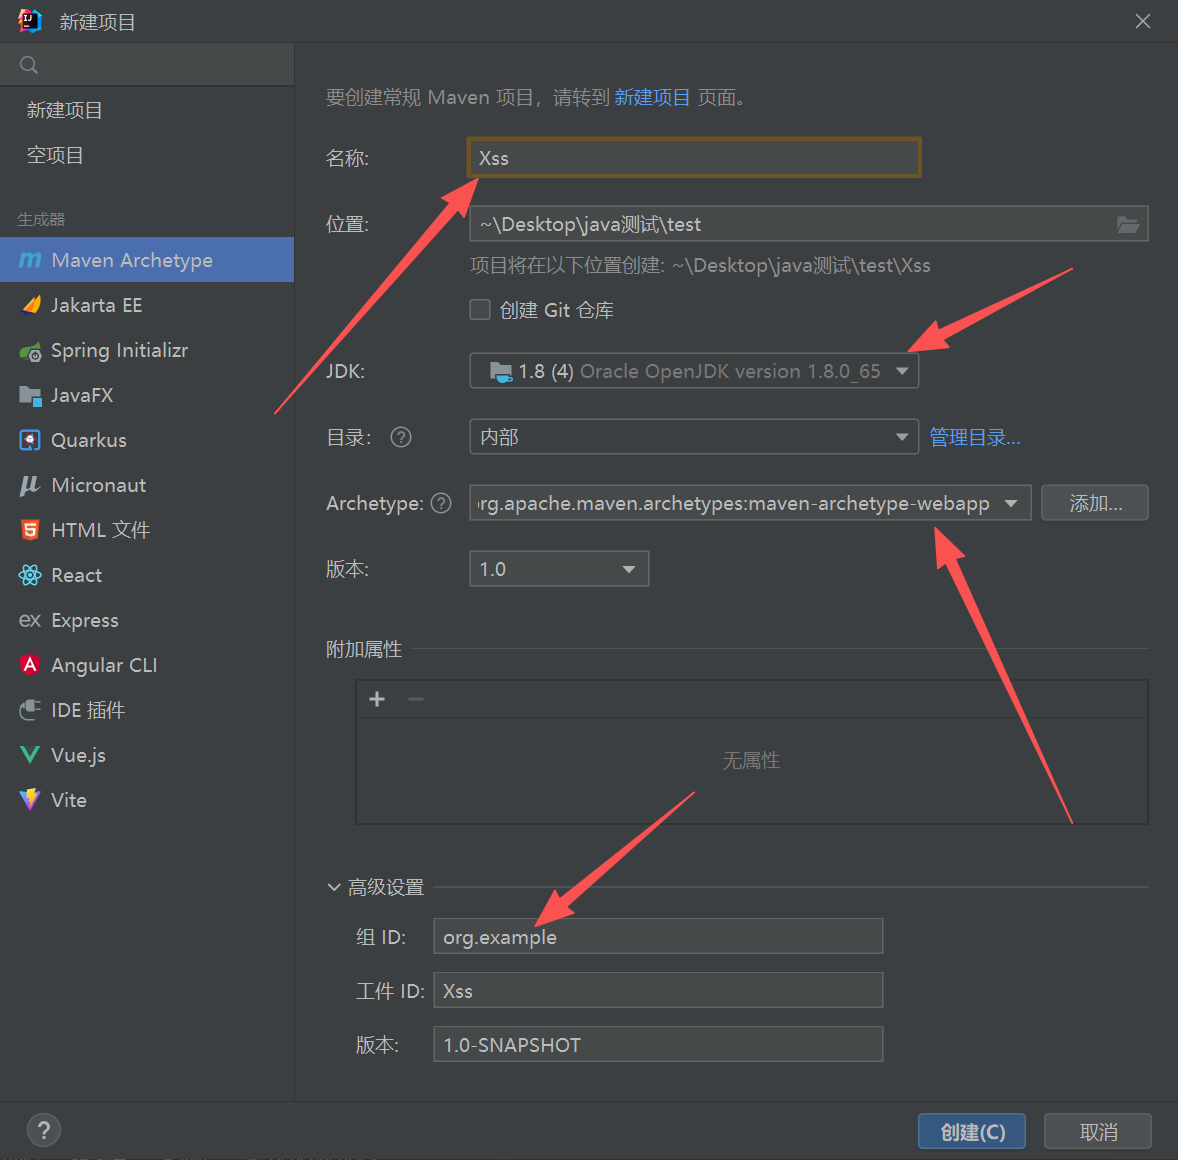 新建项目
新建项目
空项目
生成器
Maven Archetype
Jakarta EE
Spring Initializr
JavaFX
Quarkus
Micronaut
HTML 文件
React
ex Express
Angular CLI
IDE 插件
Vue.js
Vite
要创建常规 Maven 项目，请转到 新建项目 页面。
名称: Xss
位置: ~\Desktop\java测试\test
项目将在以下位置创建: ~\Desktop\java测试\test\Xss
创建 Git 仓库
JDK: 1.8 (4) Oracle OpenJDK version 1.8.0_65
目录: ? 内部 管理目录...
Archetype: ? rg.apache.maven.archetypes:maven-archetype-webapp 添加...
版本: 1.0
附加属性
无属性
高级设置
组 ID: org.example
工件 ID: Xss
版本: 1.0-SNAPSHOT
? 创建(C) 取消